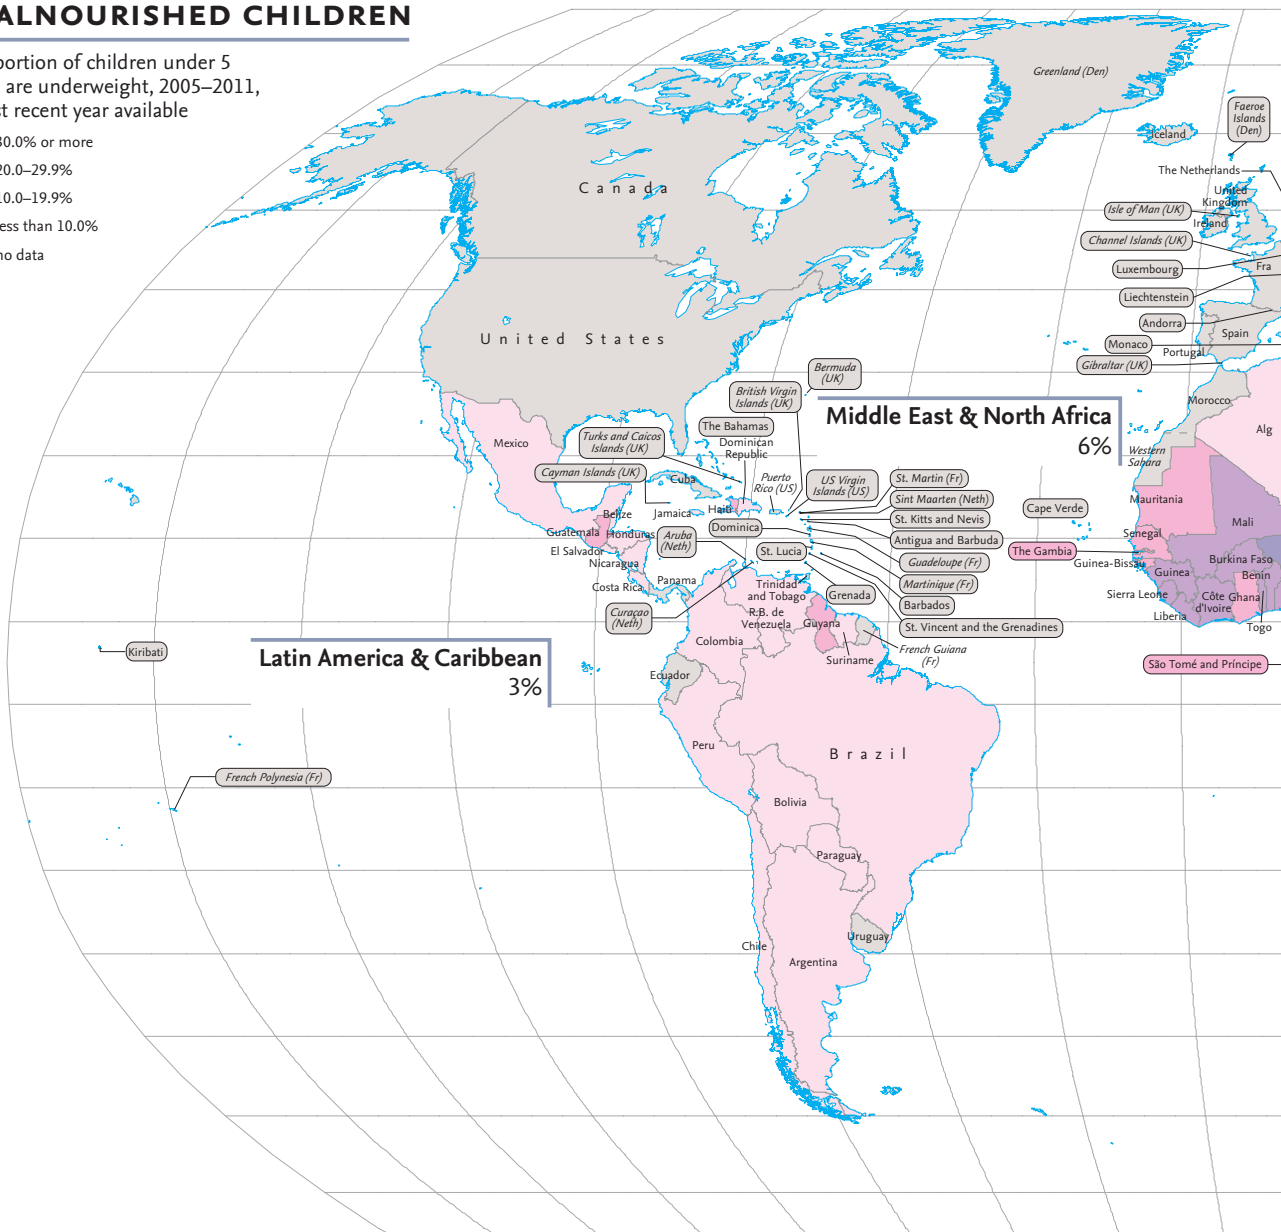 ALNOURISHED CHILDREN
portion of children under 5
are underweight, 2005–2011,
st recent year available
30.0% or more
20.0–29.9%
10.0–19.9%
ess than 10.0%
no data
Greenland (Den)
Faeroe
Islands
(Den)
Iceland
The Netherlands
Canada
United
Kingdom
Isle of Man (UK)
Ireland
Channel Islands (UK)
Luxembourg
Fra
Liechtenstein
Andorra
Spain
United States
Monaco
Portugal
Gibraltar (UK)
Bermuda
(UK)
British Virgin
Islands (UK)
Morocco
Middle East & North Africa
6%
The Bahamas
Alg
Turks and Caicos
Islands (UK)
Dominican
Republic
Mexico
Western
Sahara
Cayman Islands (UK)
Cuba
Puerto
Rico (US)
US Virgin
Islands (US)
St. Martin (Fr)
Sint Maarten (Neth)
Mauritania
Cape Verde
Belize
Jamaica
Haiti
St. Kitts and Nevis
Mali
Dominica
Guatemala
Honduras
Aruba
(Neth)
Antigua and Barbuda
Senegal
El Salvador
St. Lucia
The Gambia
Nicaragua
Guadeloupe (Fr)
Guinea-Bissau
Burkina Faso
Guinea
Benin
Costa Rica
Panama
Trinidad
and Tobago
Martinique (Fr)
Grenada
Sierra Leone
Côte
d'Ivoire
Ghana
Barbados
Curaçao
(Neth)
R.B. de
Venezuela
Guyana
Liberia
Togo
St. Vincent and the Grenadines
Colombia
Kiribati
Latin America & Caribbean
3%
French Guiana
(Fr)
Suriname
São Tomé and Príncipe
Ecuador
Peru
Brazil
French Polynesia (Fr)
Bolivia
Paraguay
Uruguay
Chile
Argentina